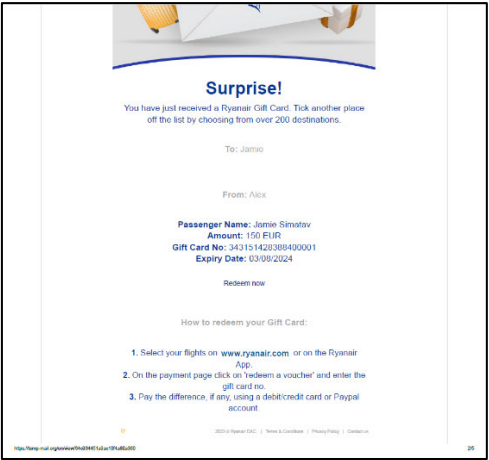 Surprise!
You have just received a Ryanair Gift Card. Tick another place
off the list by choosing from over 200 destinations.
To: Jamie
From: Alex
Passenger Name: Jamie Simatav
Amount: 150 EUR
Gift Card No: 343151428388400001
Expiry Date: 03/08/2024
Redeem now
How to redeem your Gift Card:
1. Select your flights on www.ryanair.com or on the Ryanair
App.
2. On the payment page click on 'redeem a voucher' and enter the
gift card no.
3. Pay the difference, if any, using a debit/credit card or Paypal
account
2023 © Ryanair DAC. | Terms & Conditions | Privacy Policy | Contact us
2/5